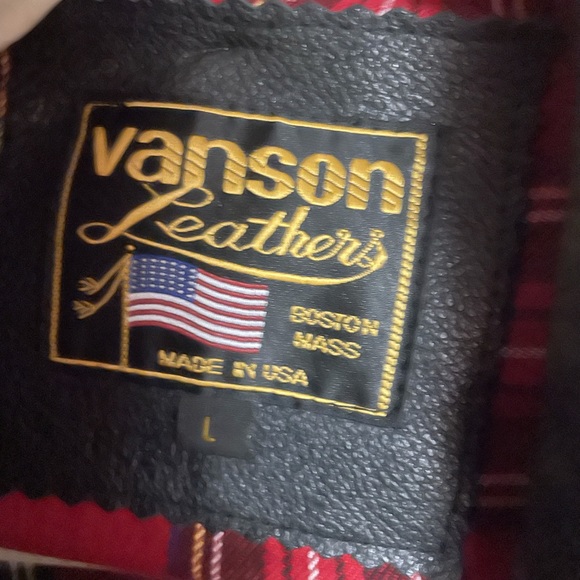 vanson
Leathers
BOSTON
MASS
MADE IN USA
L